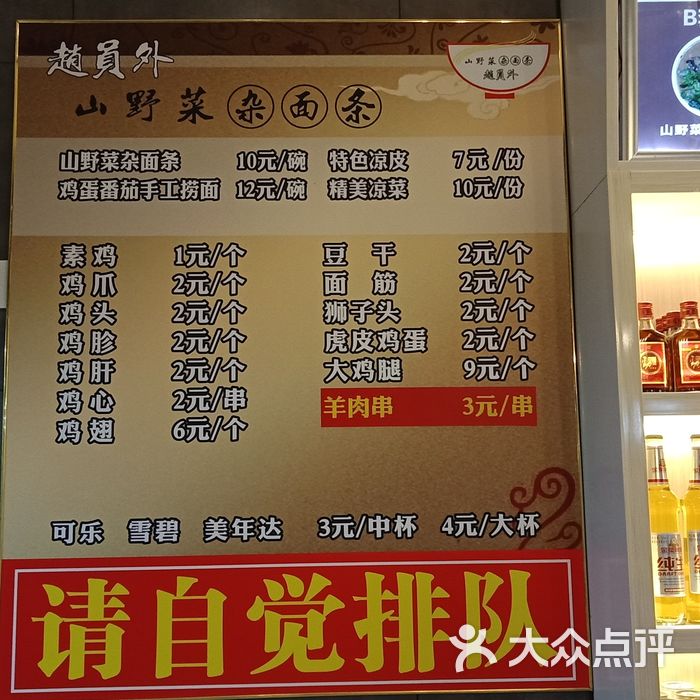 趙員外
山野菜杂面条
山野菜杂面条
趙員外
山野菜杂面条 10元/碗 特色凉皮 7元/份
鸡蛋番茄手工捞面 12元/碗 精美凉菜 10元/份
素鸡 1元/个 豆干 2元/个
鸡爪 2元/个 面筋 2元/个
鸡头 2元/个 狮子头 2元/个
鸡胗 2元/个 虎皮鸡蛋 2元/个
鸡肝 2元/个 大鸡腿 9元/个
鸡心 2元/串 羊肉串 3元/串
鸡翅 6元/个
可乐 雪碧 美年达 3元/中杯 4元/大杯
请自觉排队
山野菜
纯生
大众点评